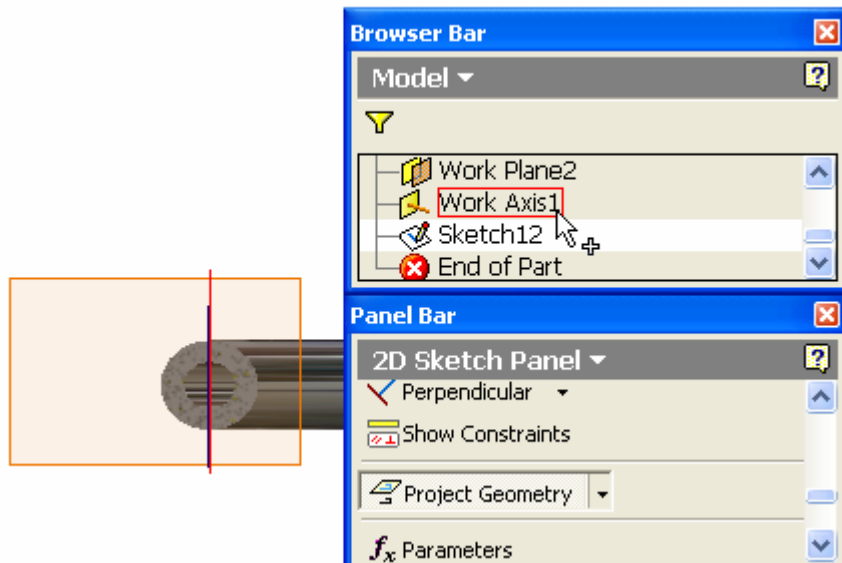 Browser Bar
Model
Work Plane2
Work Axis1
Sketch12
End of Part
Panel Bar
2D Sketch Panel
Perpendicular
Show Constraints
Project Geometry
fx Parameters